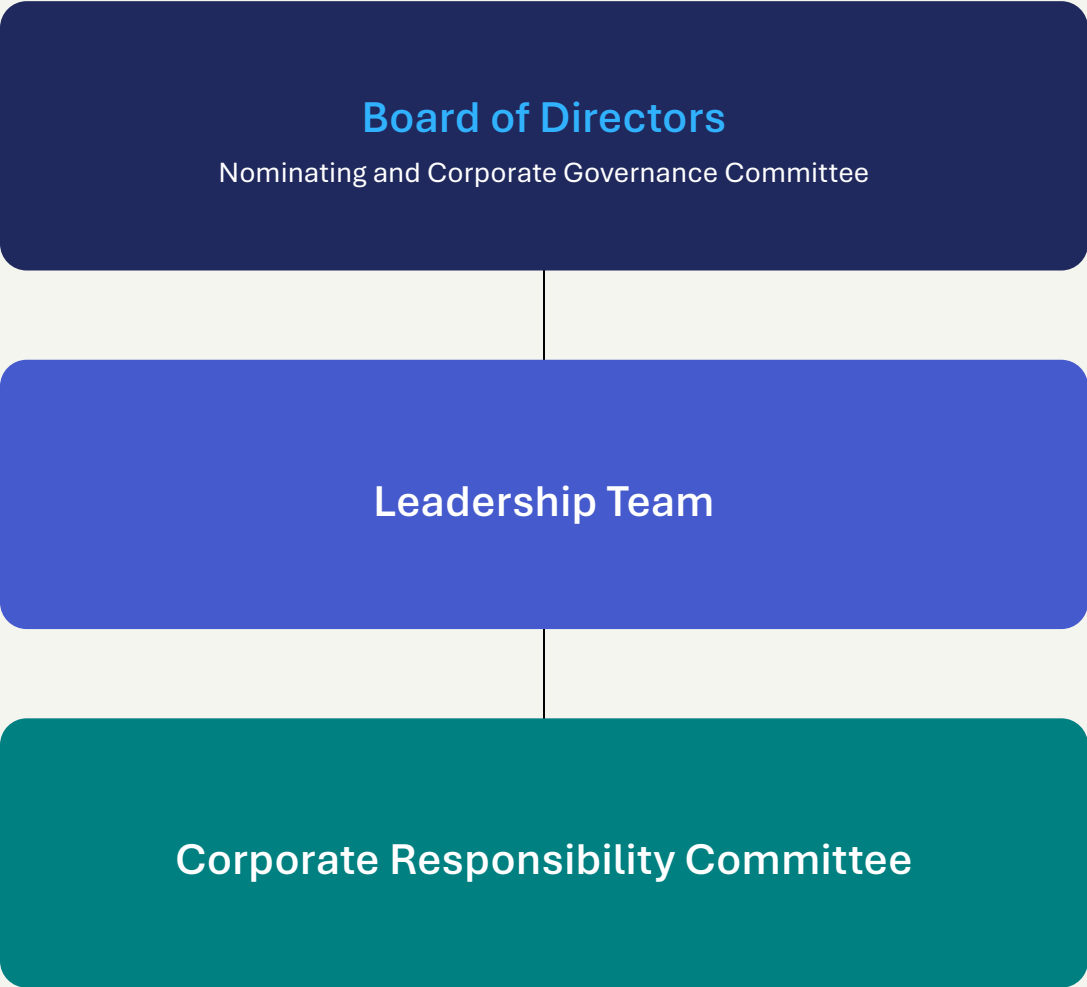 Board of Directors
Nominating and Corporate Governance Committee
Leadership Team
Corporate Responsibility Committee